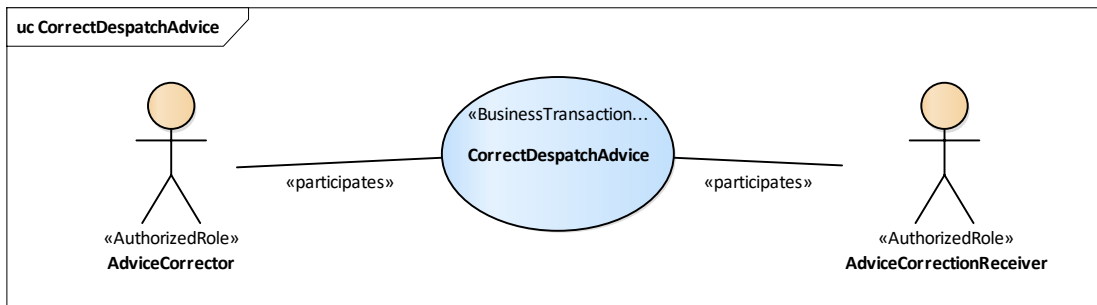 uc CorrectDespatchAdvice
«BusinessTransaction...
CorrectDespatchAdvice
«participates»
«participates»
«AuthorizedRole»
AdviceCorrector
«AuthorizedRole»
AdviceCorrectionReceiver